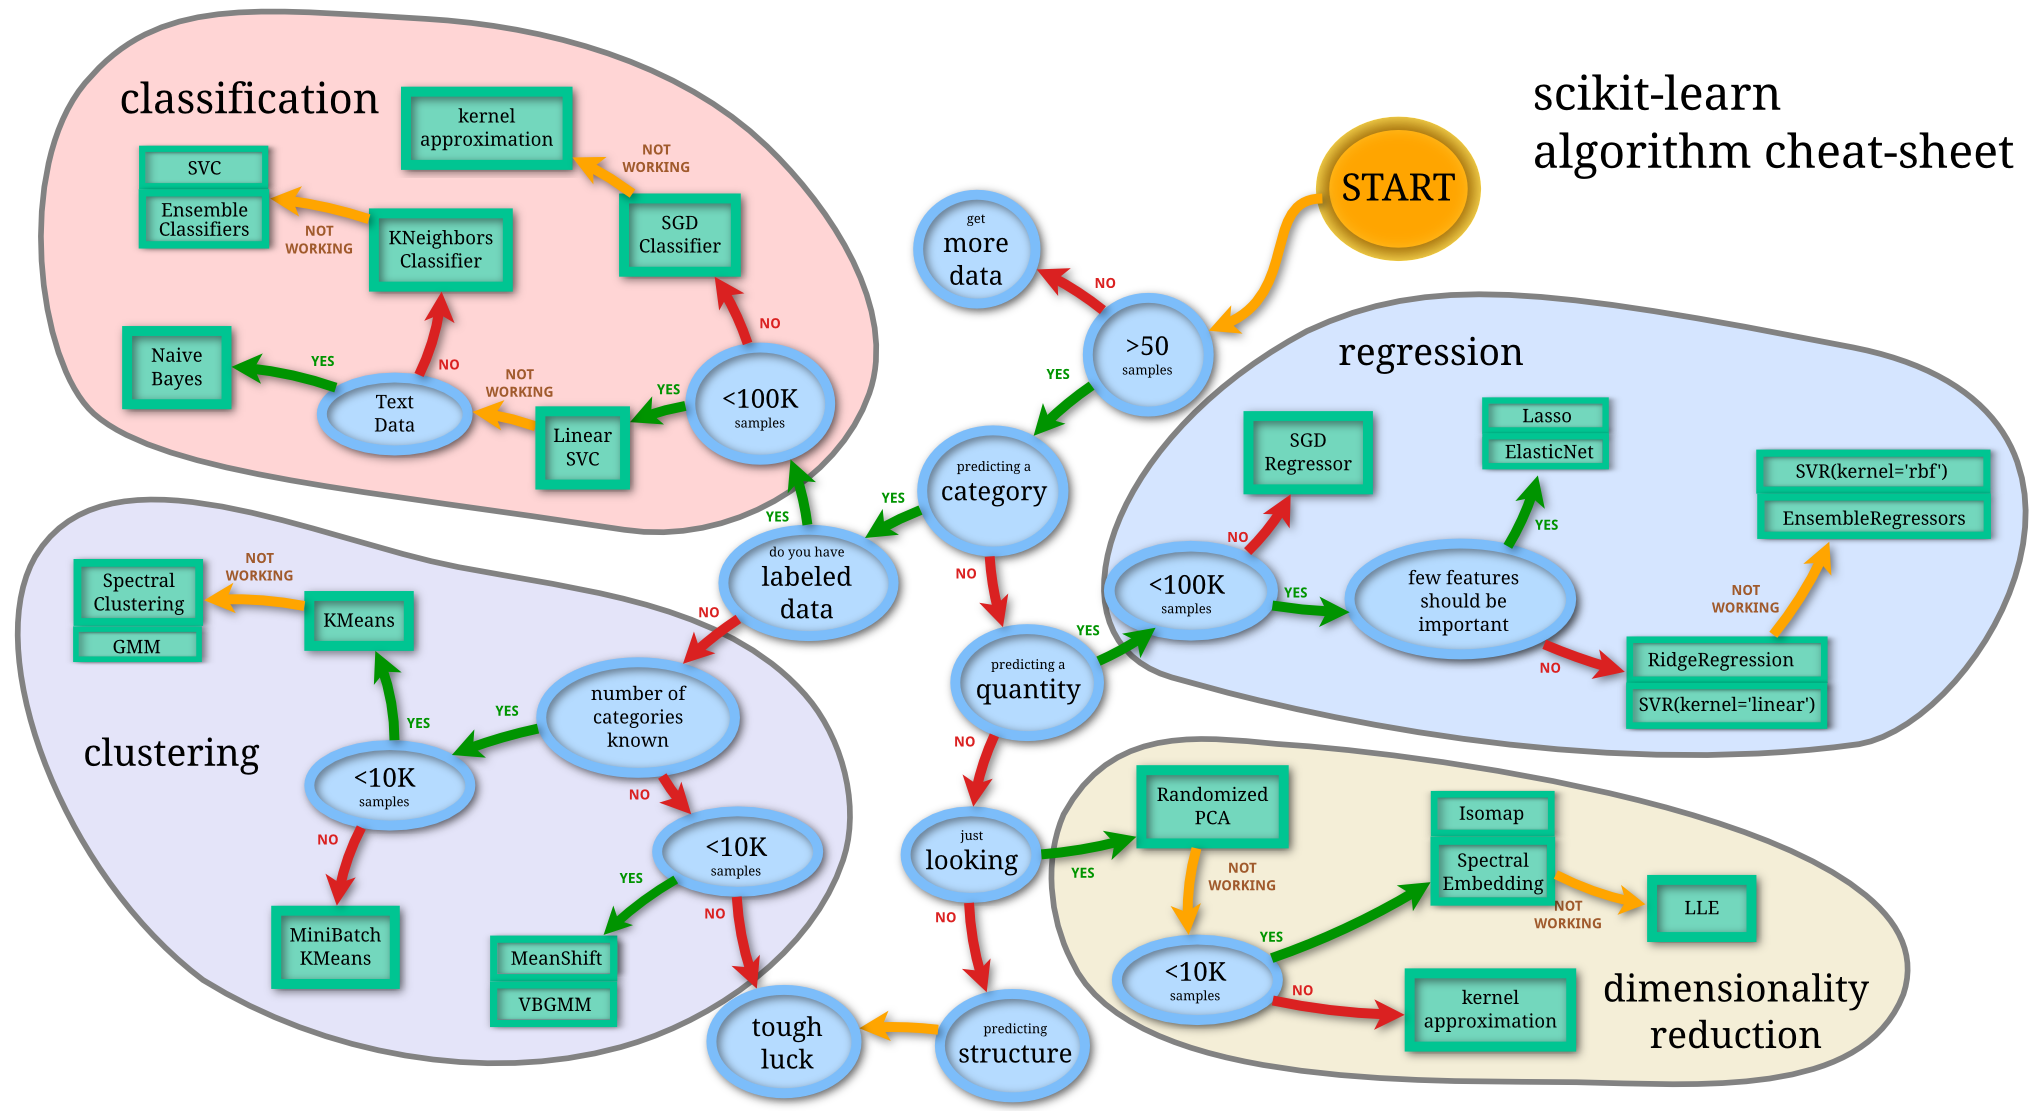 scikit-learn
algorithm cheat-sheet
START
classification
kernel
approximation
NOT
WORKING
SVC
Ensemble
Classifiers
NOT
WORKING
KNeighbors
Classifier
SGD
Classifier
NO
Naive
Bayes
YES
NO
Text
Data
NOT
WORKING
Linear
SVC
YES
<100K
samples
YES
get
more
data
NO
>50
samples
YES
predicting a
category
YES
NO
do you have
labeled
data
NO
predicting a
quantity
YES
NO
just
looking
YES
NO
predicting
structure
tough
luck
regression
SGD
Regressor
NO
<100K
samples
YES
Lasso
ElasticNet
YES
few features
should be
important
NO
SVR(kernel='rbf')
EnsembleRegressors
NOT
WORKING
RidgeRegression
SVR(kernel='linear')
clustering
Spectral
Clustering
GMM
NOT
WORKING
KMeans
YES
<10K
samples
NO
MiniBatch
KMeans
number of
categories
known
YES
NO
<10K
samples
YES
NO
MeanShift
VBGMM
dimensionality
reduction
Randomized
PCA
NOT
WORKING
<10K
samples
YES
NO
Isomap
Spectral
Embedding
NOT
WORKING
LLE
kernel
approximation